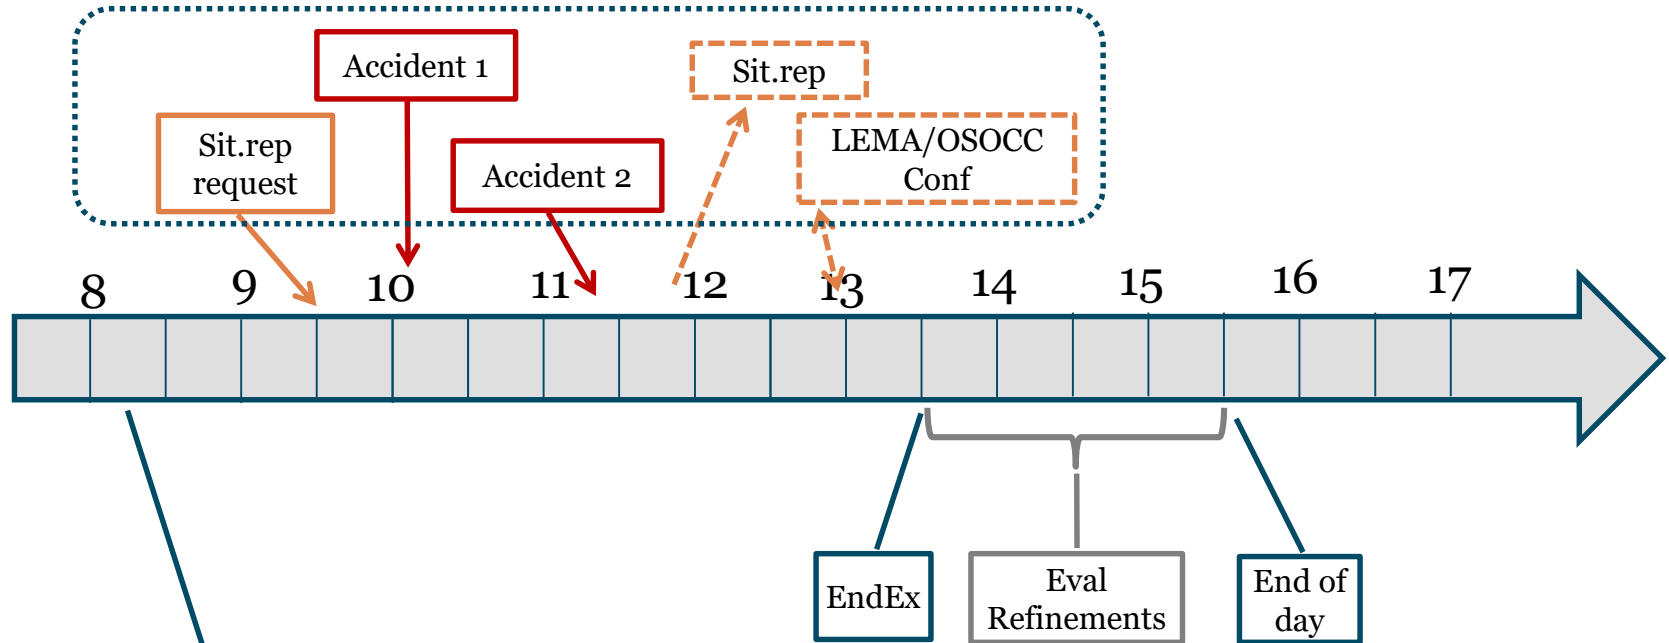 Accident 1
Sit.rep
Sit.rep
request
Accident 2
LEMA/OSOCC
Conf
8
9
10
11
12
13
14
15
16
17
EndEx
Eval
Refinements
End of
day